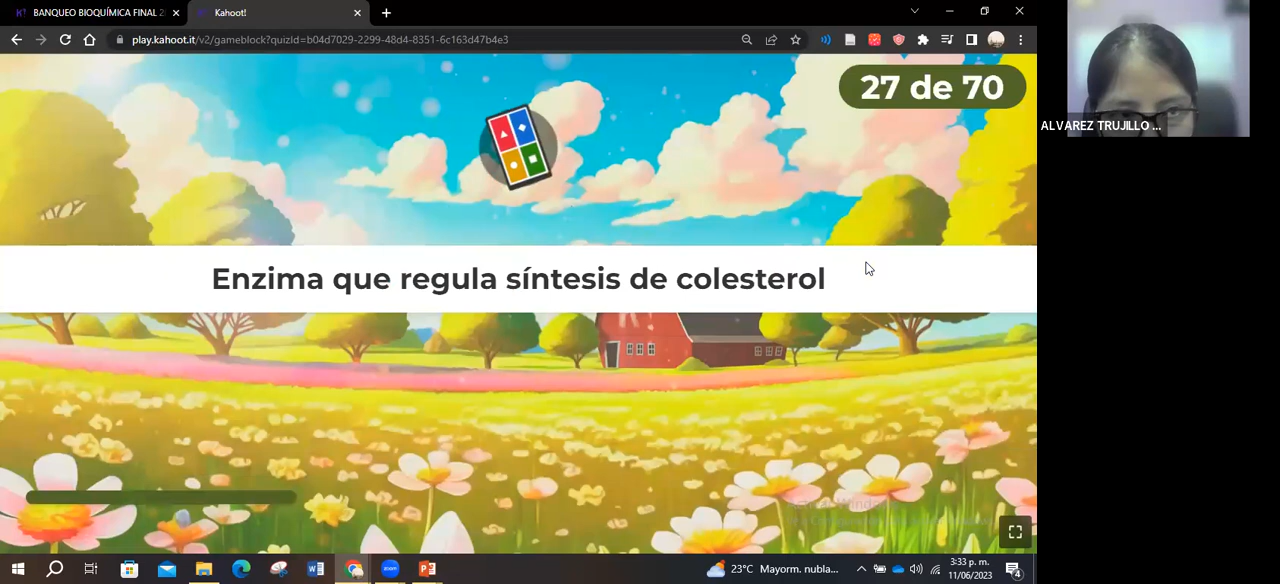 BANQUEO BIOQUÍMICA FINAL 2
Kahoot!
play.kahoot.it/v2/gameblock?quizId=b04d7029-2299-48d4-8351-6c163d47b4e3
27 de 70
ALVAREZ TRUJILLO ...
Enzima que regula síntesis de colesterol
23°C Mayorm. nubla...
3:33 p. m.
11/06/2023
4